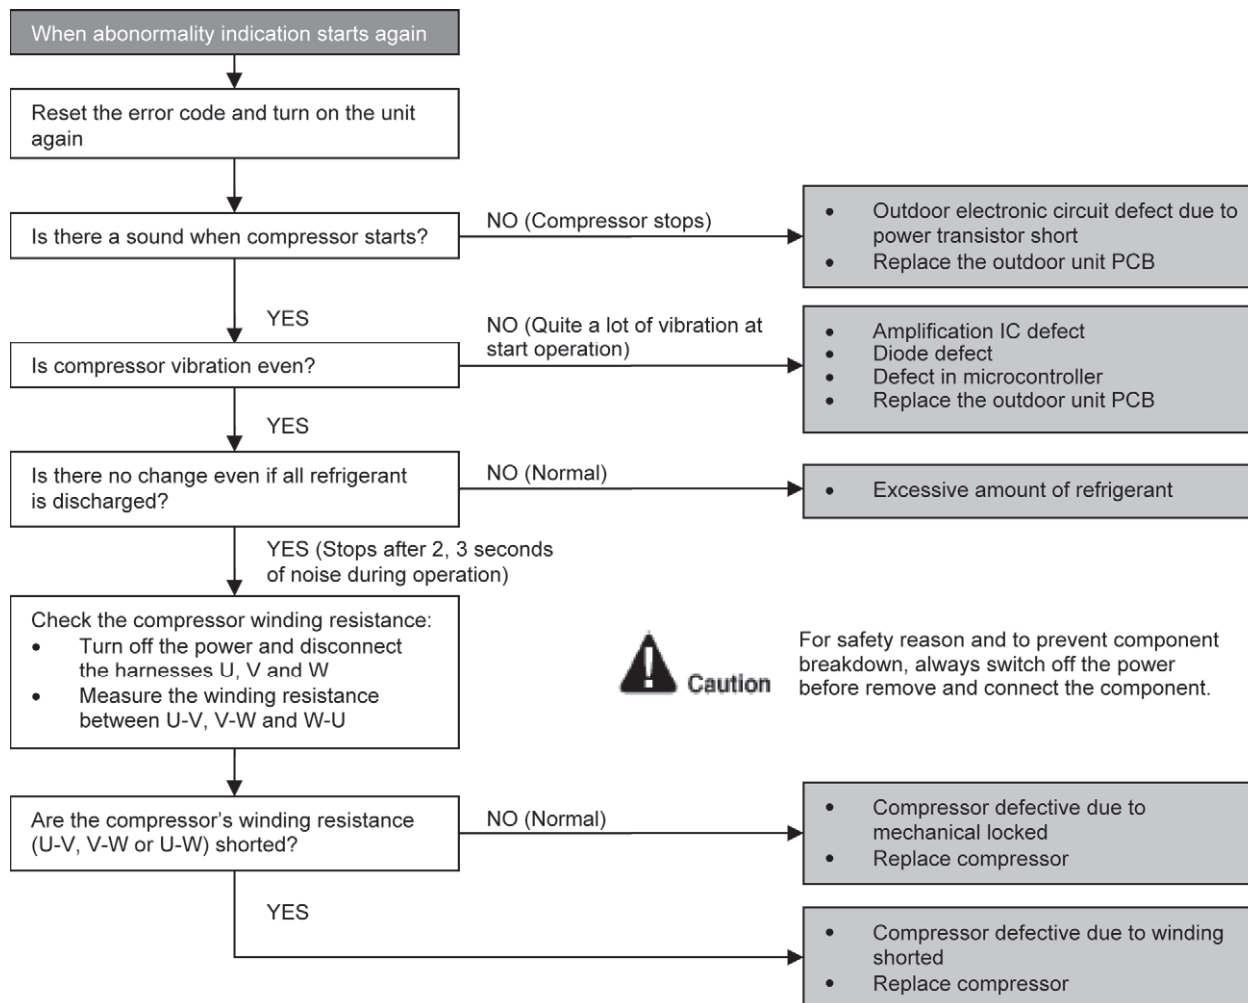 When abonormality indication starts again
Reset the error code and turn on the unit
again
Is there a sound when compressor starts?
NO (Compressor stops)
• Outdoor electronic circuit defect due to
power transistor short
• Replace the outdoor unit PCB
YES
Is compressor vibration even?
NO (Quite a lot of vibration at
start operation)
• Amplification IC defect
• Diode defect
• Defect in microcontroller
• Replace the outdoor unit PCB
YES
Is there no change even if all refrigerant
is discharged?
NO (Normal)
• Excessive amount of refrigerant
YES (Stops after 2, 3 seconds
of noise during operation)
Check the compressor winding resistance:
• Turn off the power and disconnect
the harnesses U, V and W
• Measure the winding resistance
between U-V, V-W and W-U
Caution
For safety reason and to prevent component
breakdown, always switch off the power
before remove and connect the component.
Are the compressor’s winding resistance
(U-V, V-W or U-W) shorted?
NO (Normal)
• Compressor defective due to
mechanical locked
• Replace compressor
YES
• Compressor defective due to winding
shorted
• Replace compressor